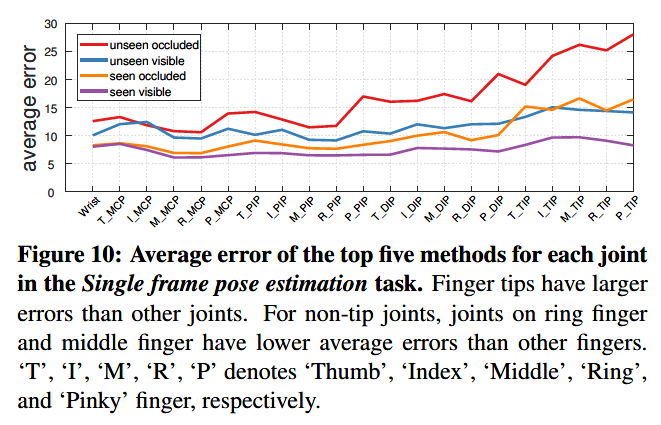 30
25
20
15
10
5
0
average error
unseen occluded
unseen visible
seen occluded
seen visible
Wrist
T_MCP
I_MCP
M_MCP
R_MCP
P_MCP
T_PIP
I_PIP
M_PIP
R_PIP
P_PIP
T_DIP
I_DIP
M_DIP
R_DIP
P_DIP
T_TIP
I_TIP
M_TIP
R_TIP
P_TIP
Figure 10: Average error of the top five methods for each joint
in the Single frame pose estimation task. Finger tips have larger
errors than other joints. For non-tip joints, joints on ring finger
and middle finger have lower average errors than other fingers.
‘T’, ‘I’, ‘M’, ‘R’, ‘P’ denotes ‘Thumb’, ‘Index’, ‘Middle’, ‘Ring’,
and ‘Pinky’ finger, respectively.